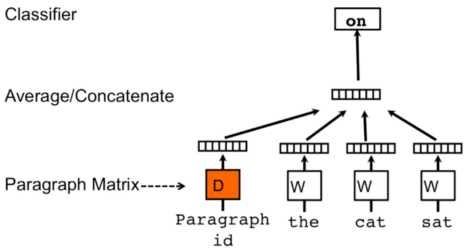 Classifier
on
Average/Concatenate
Paragraph Matrix
D
W
W
W
Paragraph
id
the
cat
sat